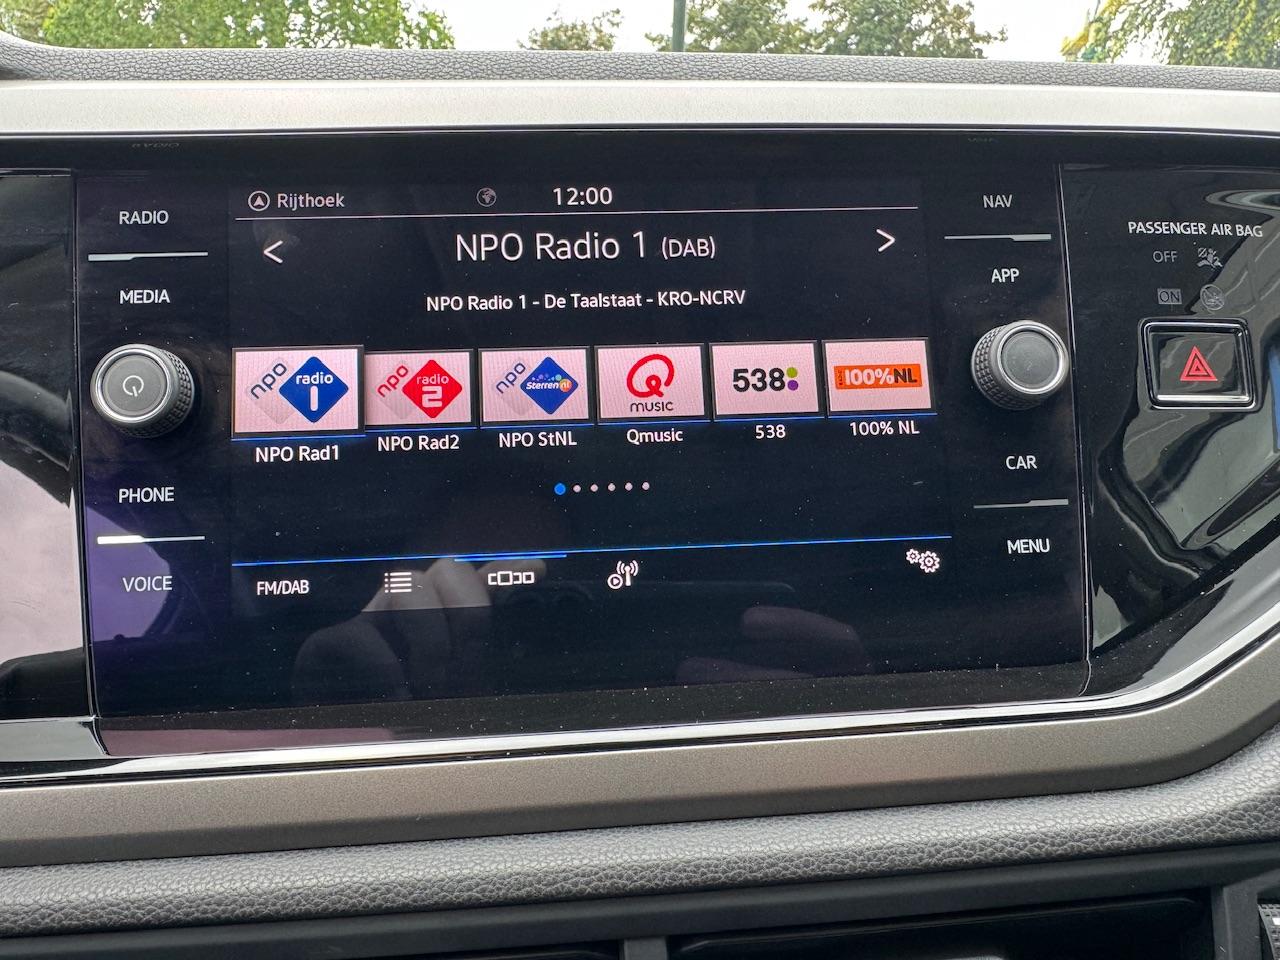 Rijthoek 12:00
RADIO
MEDIA
PHONE
VOICE
< NPO Radio 1 (DAB) >
NPO Radio 1 - De Taalstaat - KRO-NCRV
npo radio 1
npo radio 2
npo Sterren nl
Q MUSIC
538
100%NL
NPO Rad1
NPO Rad2
NPO StNL
Qmusic
538
100% NL
FM/DAB
NAV
APP
CAR
MENU
PASSENGER AIR BAG
OFF
ON